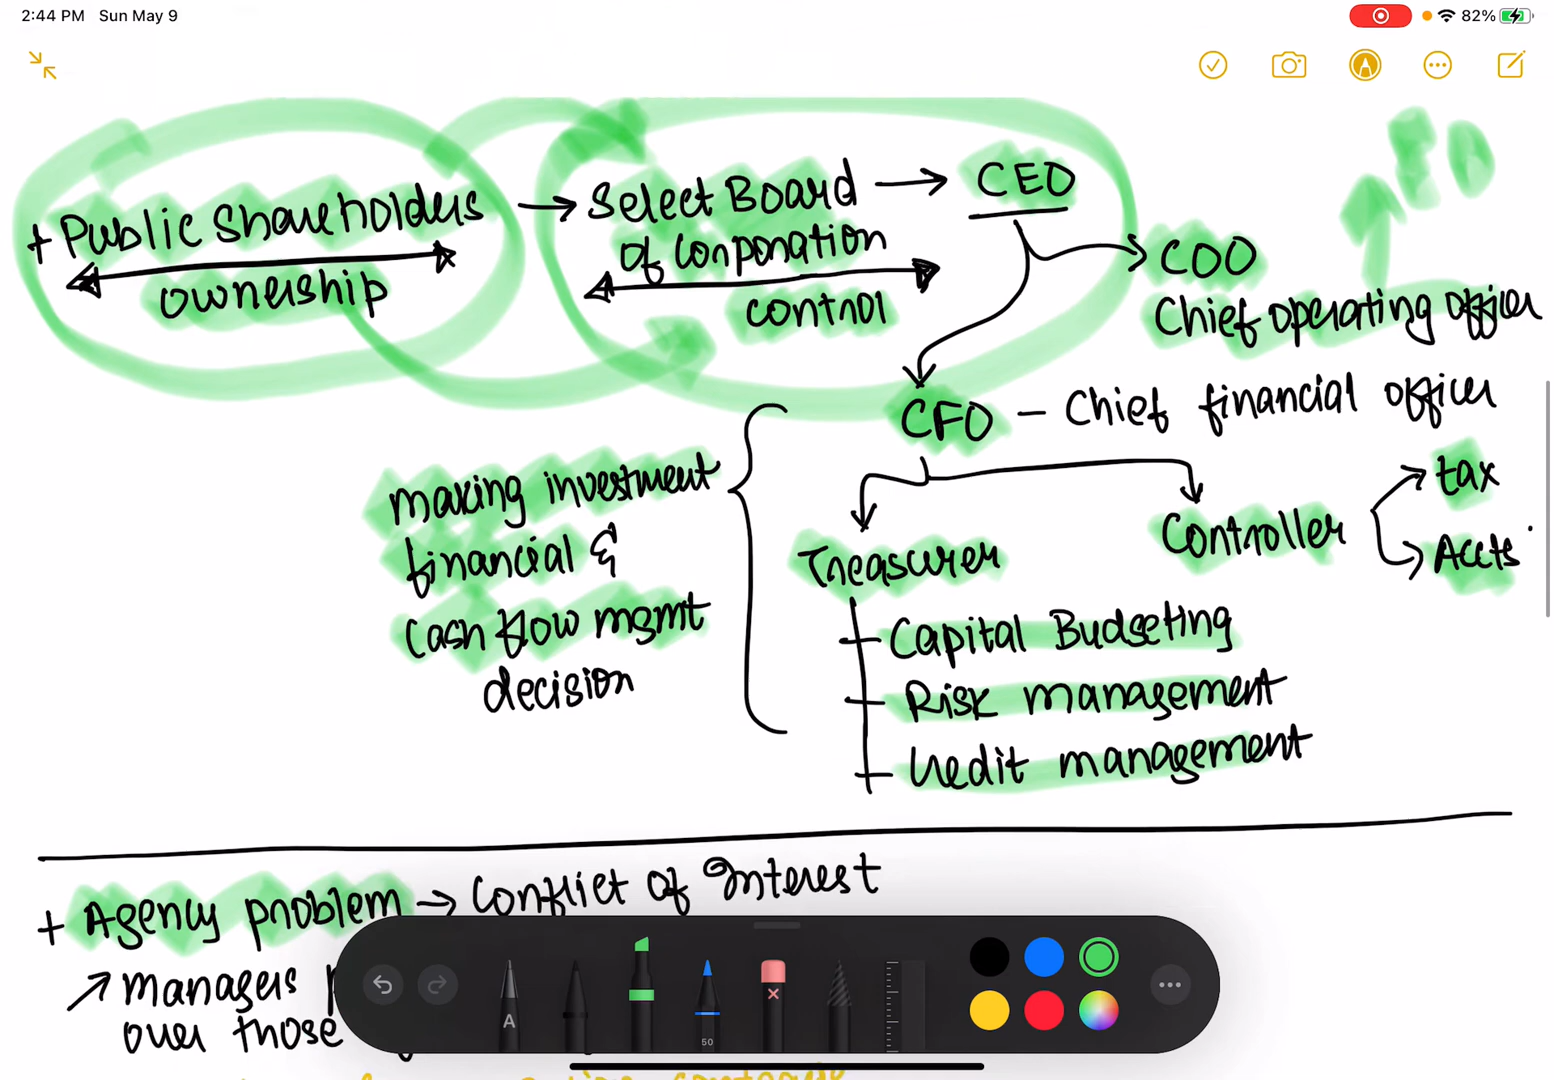 2:44 PM Sun May 9
82%
+ Public Shareholders → Select Board → CEO
of Corporation
ownership
control
COO
Chief operating officer
CFO — Chief financial officer
making investment
financial &
cash flow mgmt
decision
Treasurer
Controller
tax
Accts
Capital Budgeting
Risk management
Credit management
+ Agency problem → Conflict of Interest
↗ managers
over those
A
50